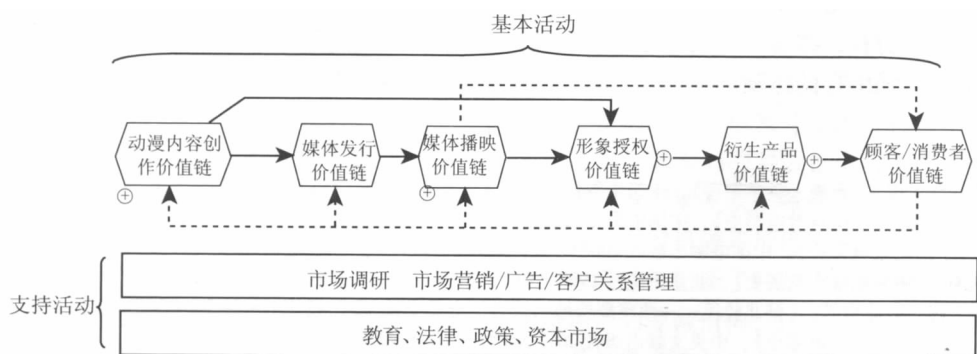 基本活动
动漫内容创
作价值链
媒体发行
价值链
媒体播映
价值链
形象授权
价值链
衍生产品
价值链
顾客/消费者
价值链
支持活动
市场调研 市场营销/广告/客户关系管理
教育、法律、政策、资本市场